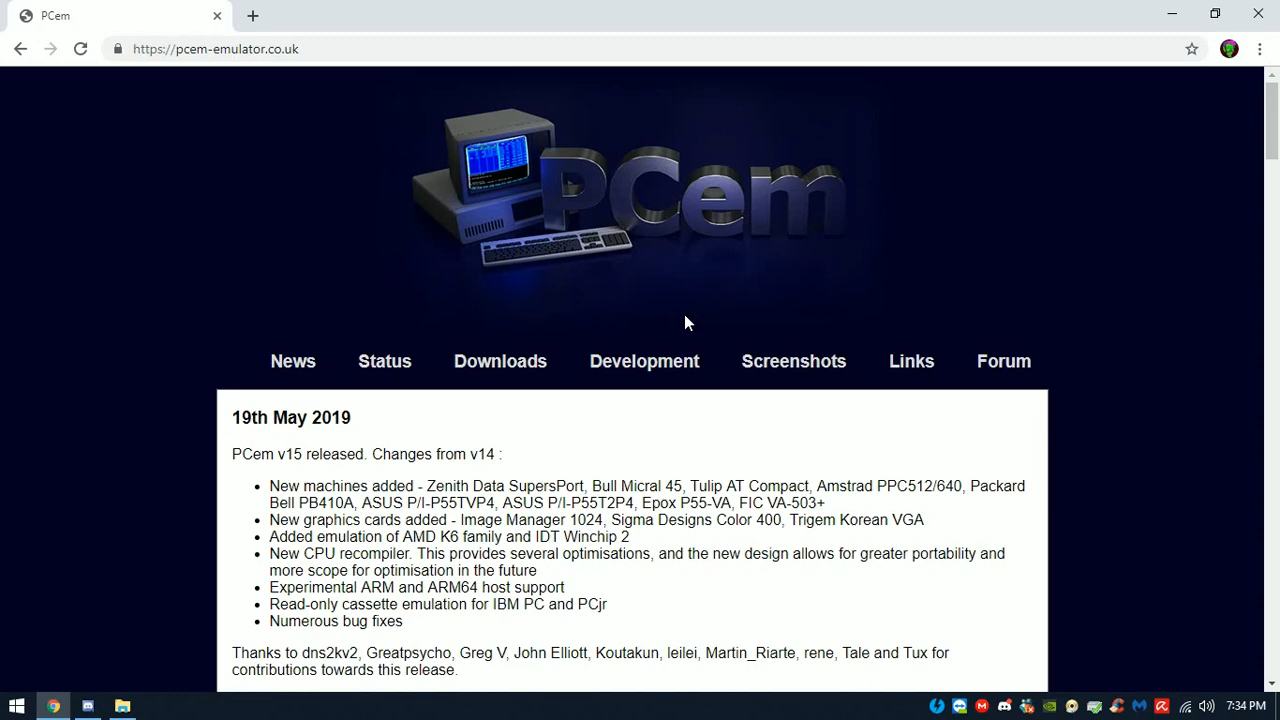 PCem
https://pcem-emulator.co.uk
PCem
News Status Downloads Development Screenshots Links Forum
19th May 2019
PCem v15 released. Changes from v14 :
• New machines added - Zenith Data SupersPort, Bull Micral 45, Tulip AT Compact, Amstrad PPC512/640, Packard
Bell PB410A, ASUS P/I-P55TVP4, ASUS P/I-P55T2P4, Epox P55-VA, FIC VA-503+
• New graphics cards added - Image Manager 1024, Sigma Designs Color 400, Trigem Korean VGA
• Added emulation of AMD K6 family and IDT Winchip 2
• New CPU recompiler. This provides several optimisations, and the new design allows for greater portability and
more scope for optimisation in the future
• Experimental ARM and ARM64 host support
• Read-only cassette emulation for IBM PC and PCjr
• Numerous bug fixes
Thanks to dns2kv2, Greatpsycho, Greg V, John Elliott, Koutakun, leilei, Martin_Riarte, rene, Tale and Tux for
contributions towards this release.
7:34 PM